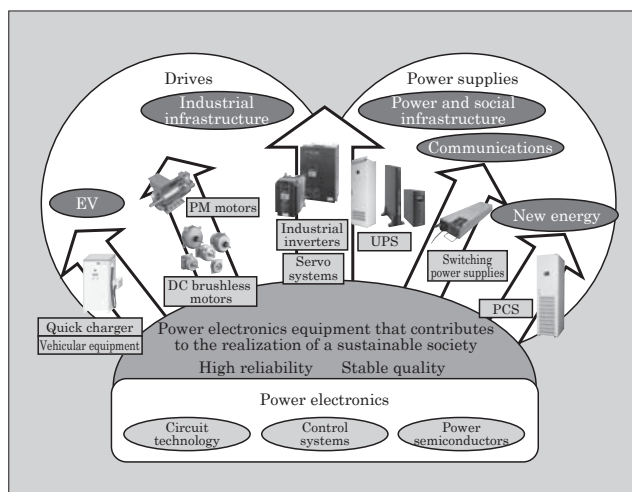 Drives
Industrial
infrastructure
Power supplies
Power and social
infrastructure
Communications
EV
PM motors
DC brushless
motors
Industrial
inverters
Servo
systems
UPS
Switching
power supplies
New energy
PCS
Quick charger
Vehicular equipment
Power electronics equipment that contributes
to the realization of a sustainable society
High reliability Stable quality
Power electronics
Circuit
technology
Control
systems
Power
semiconductors